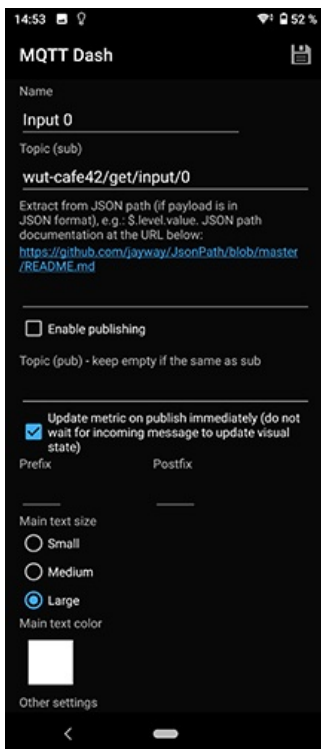 14:53 52 %
MQTT Dash
Name
Input 0
Topic (sub)
wut-cafe42/get/input/0
Extract from JSON path (if payload is in
JSON format), e.g.: $.level.value. JSON path
documentation at the URL below:
https://github.com/jayway/JsonPath/blob/master
/README.md
Enable publishing
Topic (pub) - keep empty if the same as sub
Update metric on publish immediately (do not
wait for incoming message to update visual
state)
Prefix Postfix
Main text size
Small
Medium
Large
Main text color
Other settings